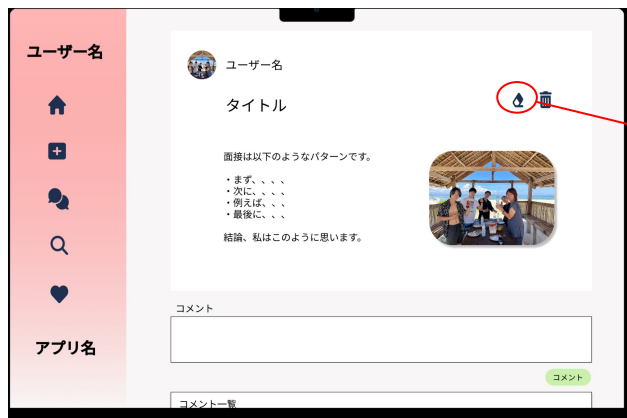 ユーザー名
アプリ名
ユーザー名
タイトル
面接は以下のようなパターンです。
・まず、、、、
・次に、、、、
・例えば、、、
・最後に、、、
結論、私はこのように思います。
コメント
コメント
コメント一覧